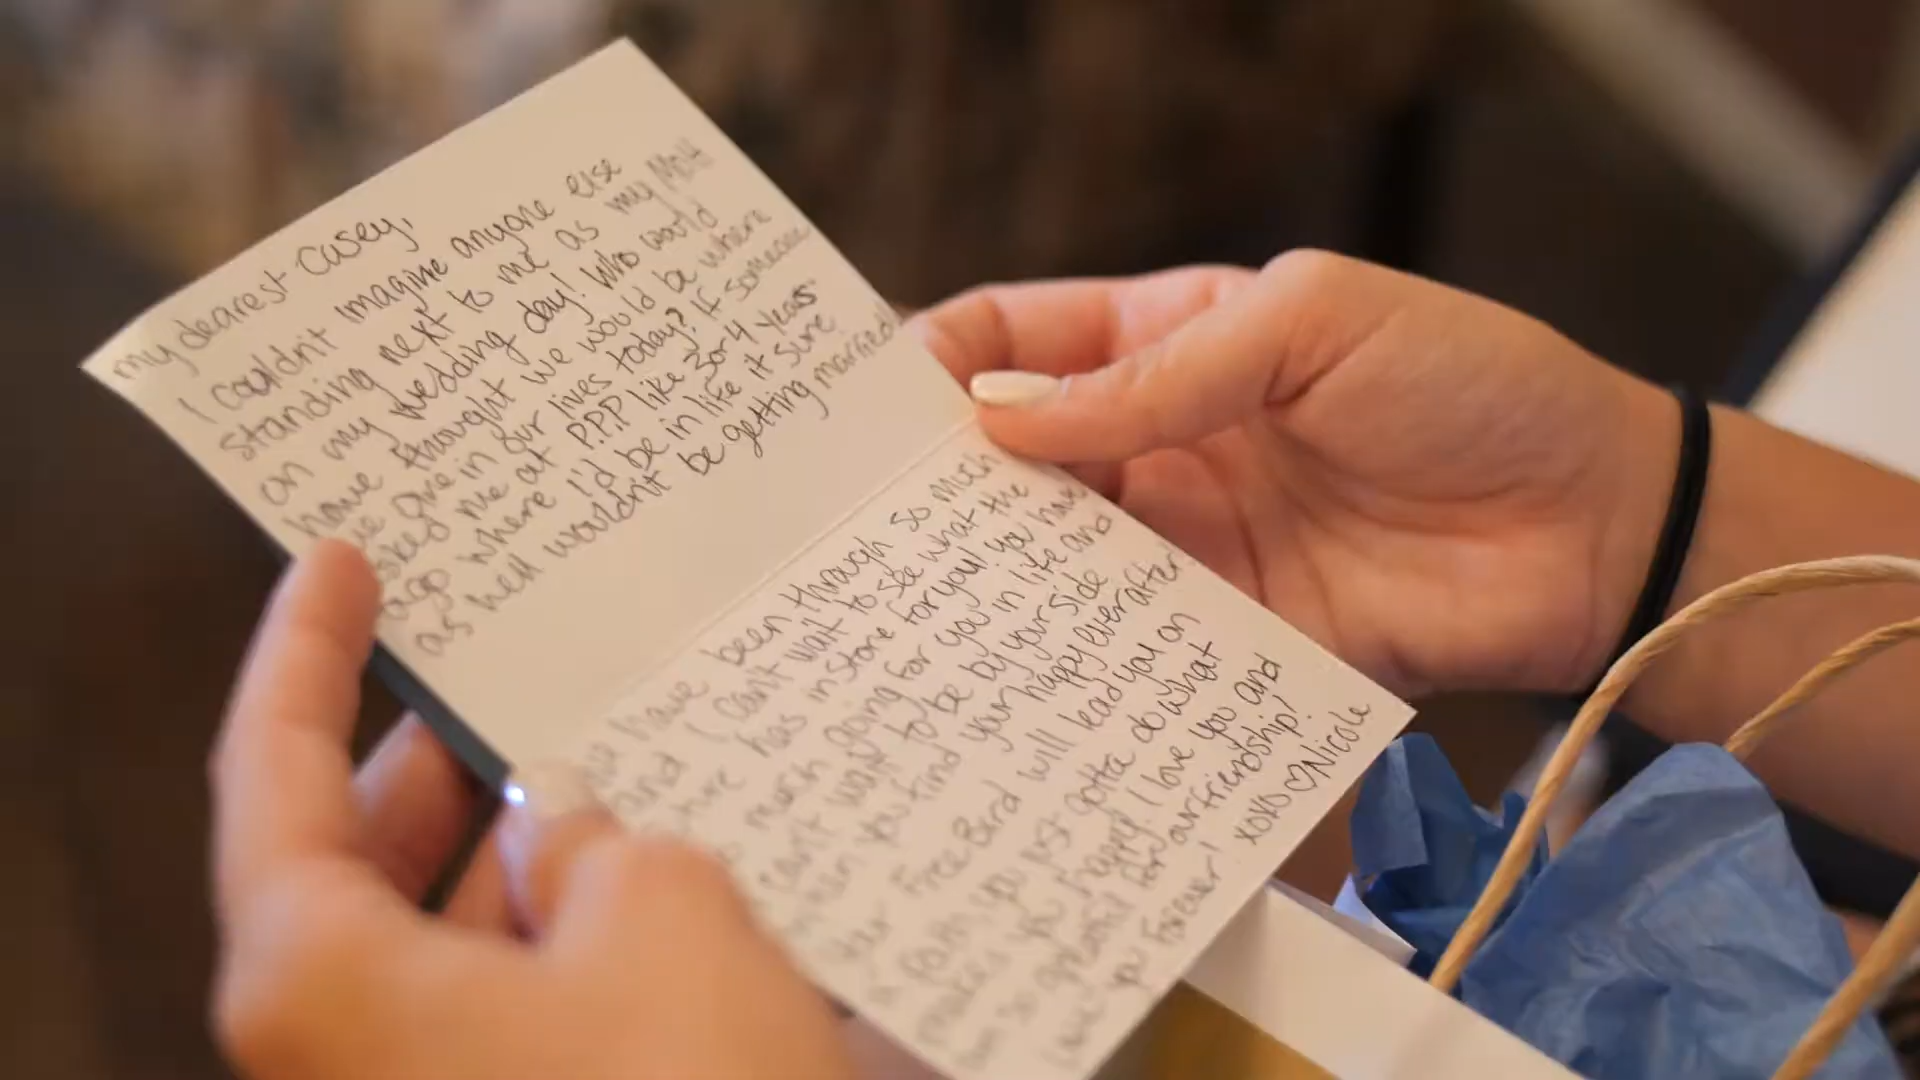 my dearest Casey,
I couldn't imagine anyone else
standing next to me as my MOH
on my wedding day! Who would
have thought we would be where
we are in our lives today? If someone
asked me at P.P.P like 3or4 years
ago where I'd be in life it sure
as hell wouldn't be getting married!
we have been through so much
and I can't wait to see what the
future has in store for you! you have
so much going for you in life and
I can't wait to be by your side
when you find your happy ever after!
Free Bird will lead you on
a path you just gotta do what
makes you happy! I love you and
am so grateful for our friendship!
Love you Forever! xoxo ♡ Nicole